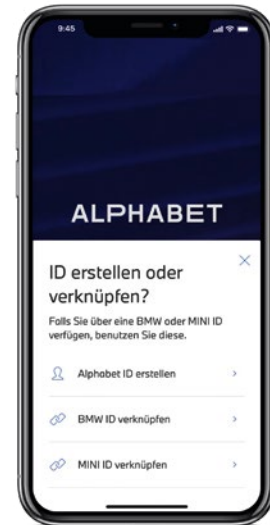 9:45
ALPHABET
ID erstellen oder
verknüpfen?
Falls Sie über eine BMW oder MINI ID
verfügen, benutzen Sie diese.
Alphabet ID erstellen
BMW ID verknüpfen
MINI ID verknüpfen